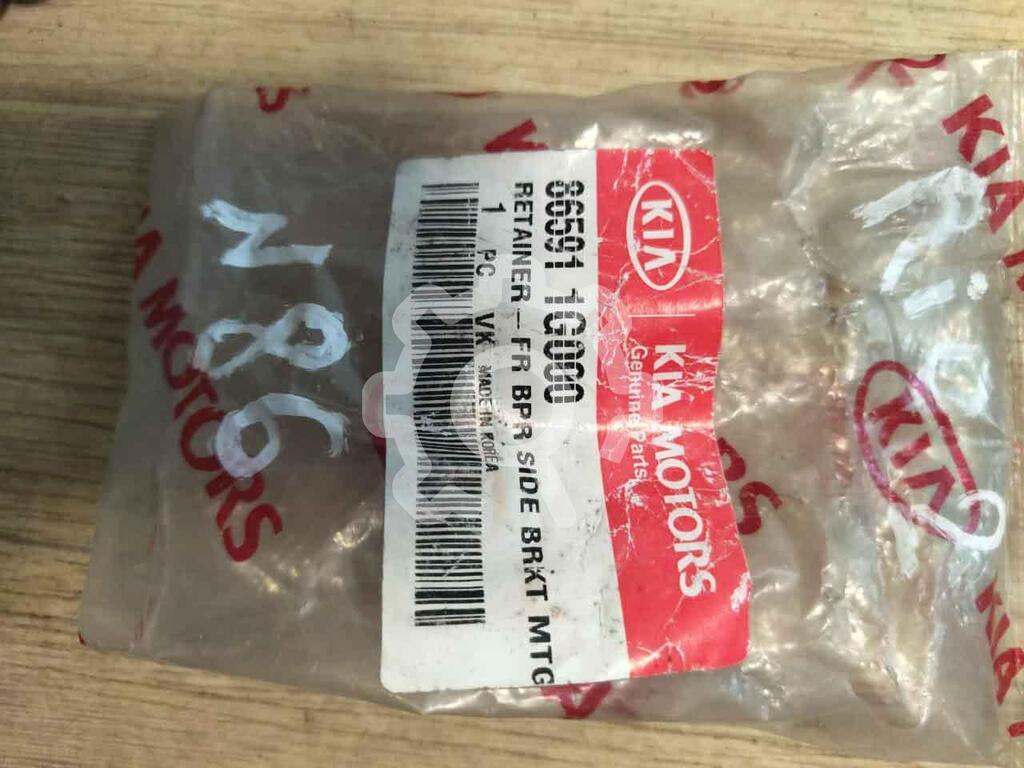 KIA KIA MOTORS
Genuine Parts
86591 1G000
RETAINER-FR BPR SIDE BRKT MTG
1 PC VK MADE IN KOREA
N86
Rio
KIA
KIA MOTORS
KIA